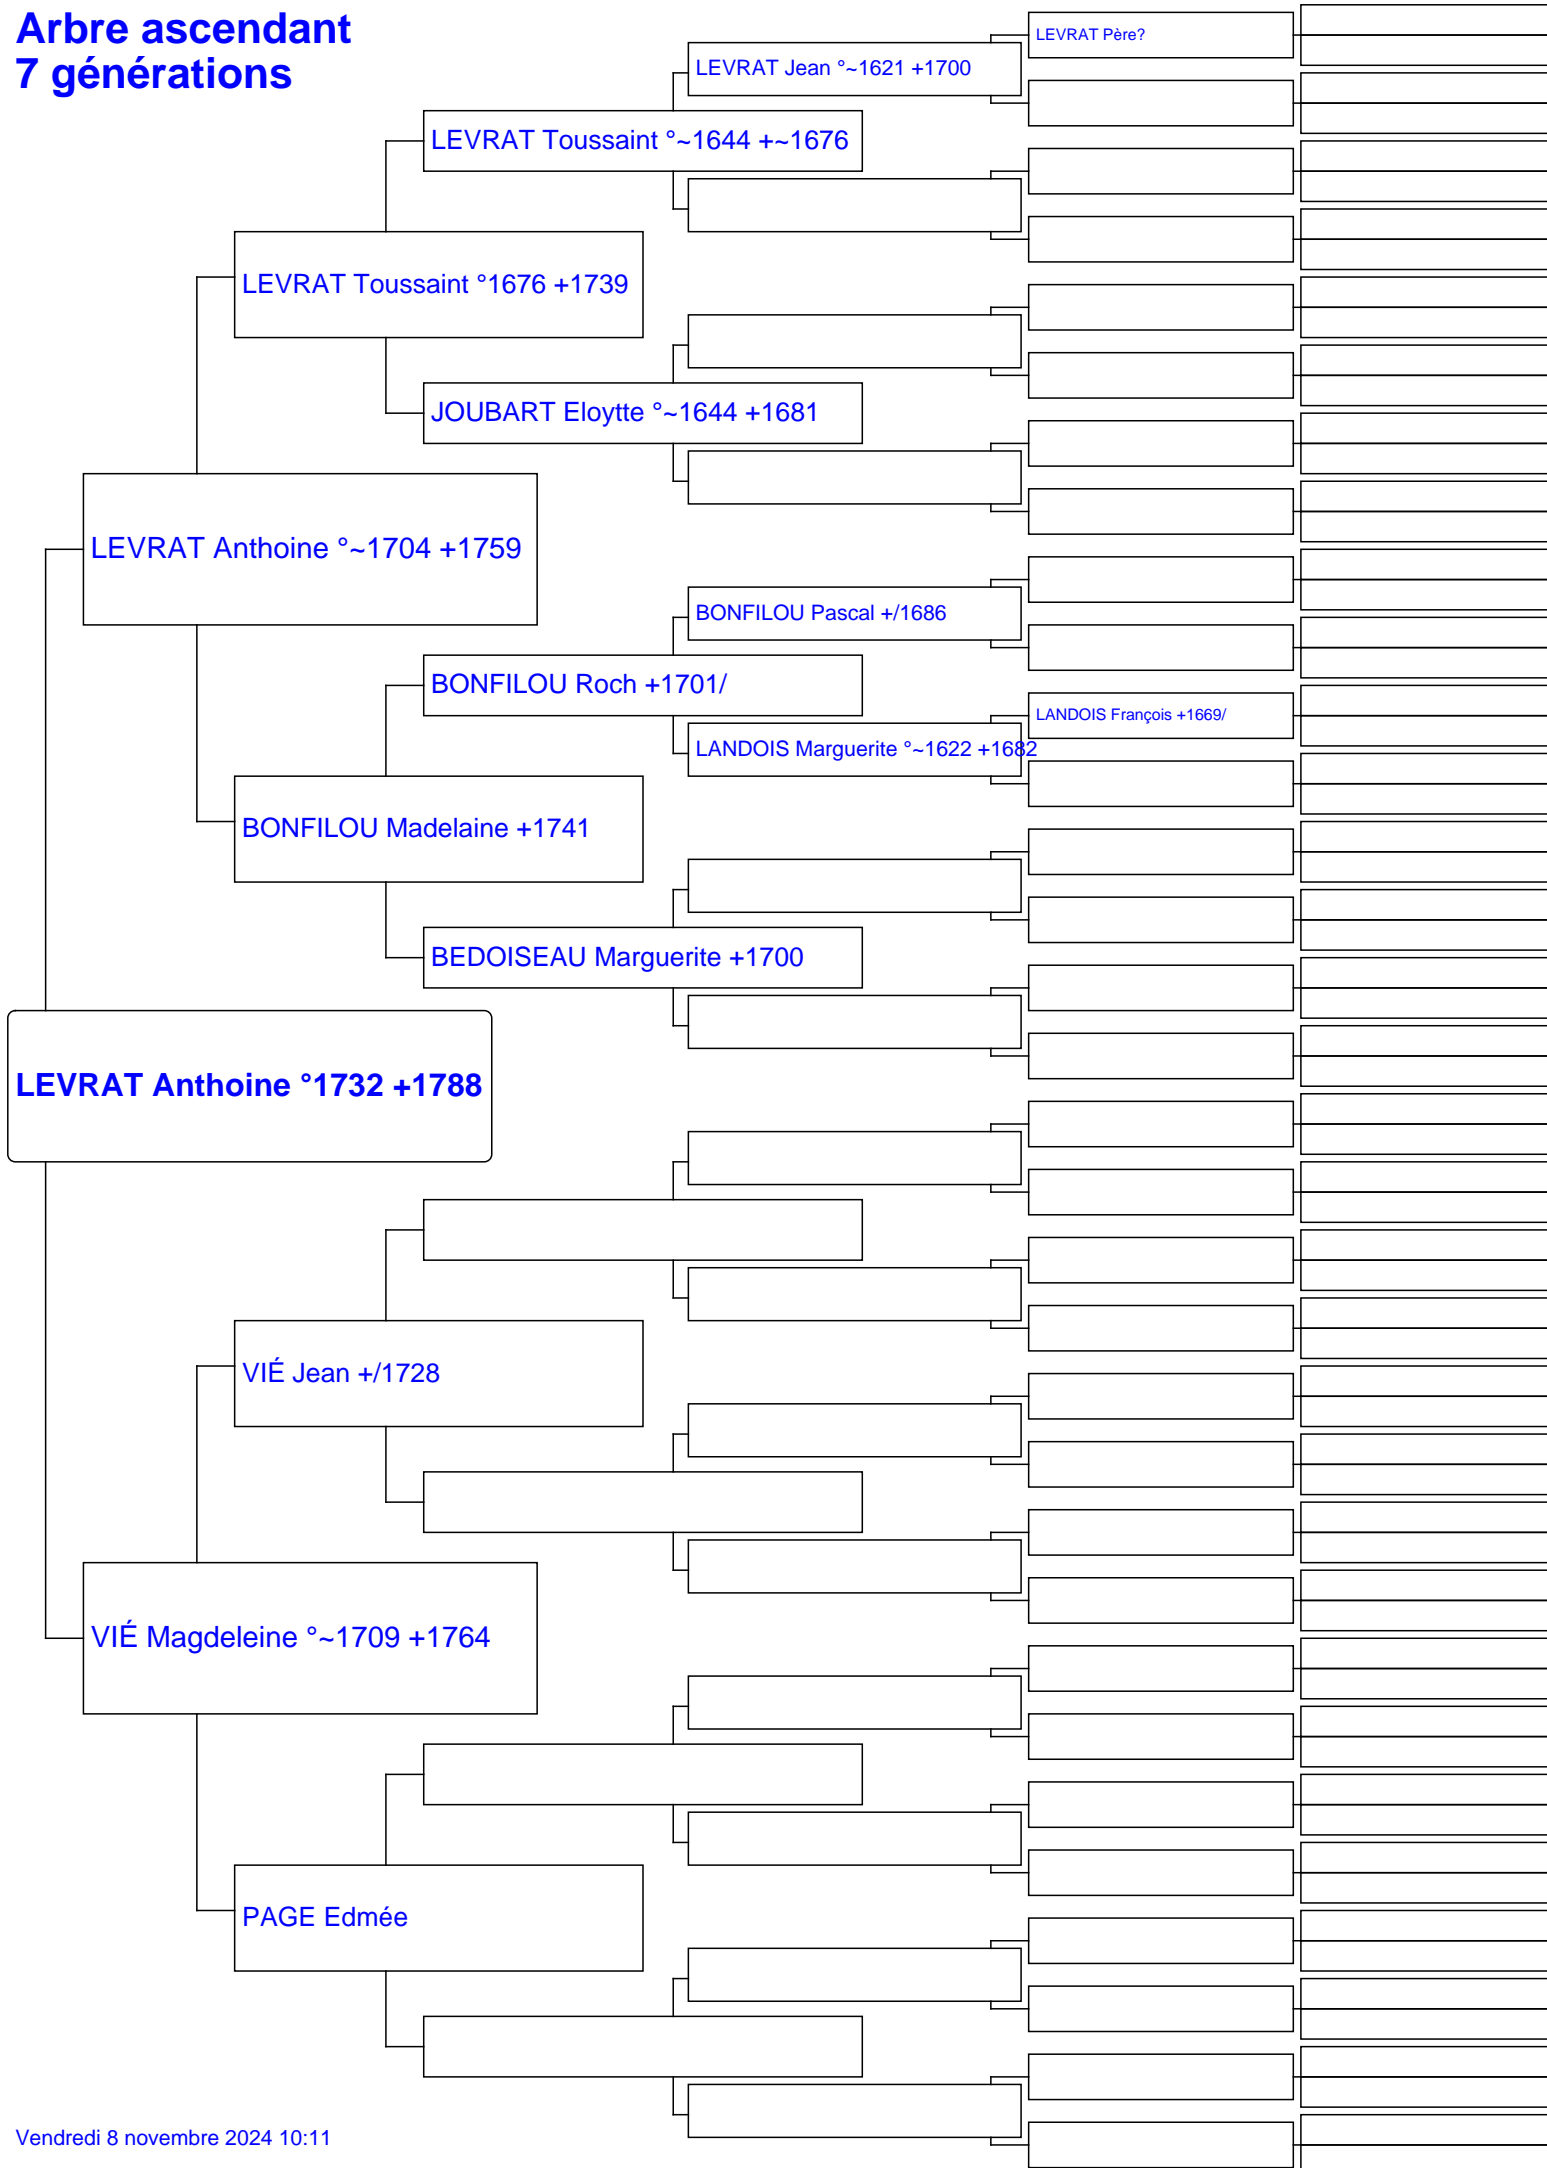 Arbre ascendant
7 générations
LEVRAT Père?
LEVRAT Jean °~1621 +1700
LEVRAT Toussaint °~1644 +~1676
LEVRAT Toussaint °1676 +1739
JOUBART Eloytte °~1644 +1681
LEVRAT Anthoine °~1704 +1759
BONFILOU Pascal +/1686
BONFILOU Roch +1701/
LANDOIS François +1669/
LANDOIS Marguerite °~1622 +1682
BONFILOU Madelaine +1741
BEDOISEAU Marguerite +1700
LEVRAT Anthoine °1732 +1788
VIÉ Jean +/1728
VIÉ Magdeleine °~1709 +1764
PAGE Edmée
Vendredi 8 novembre 2024 10:11